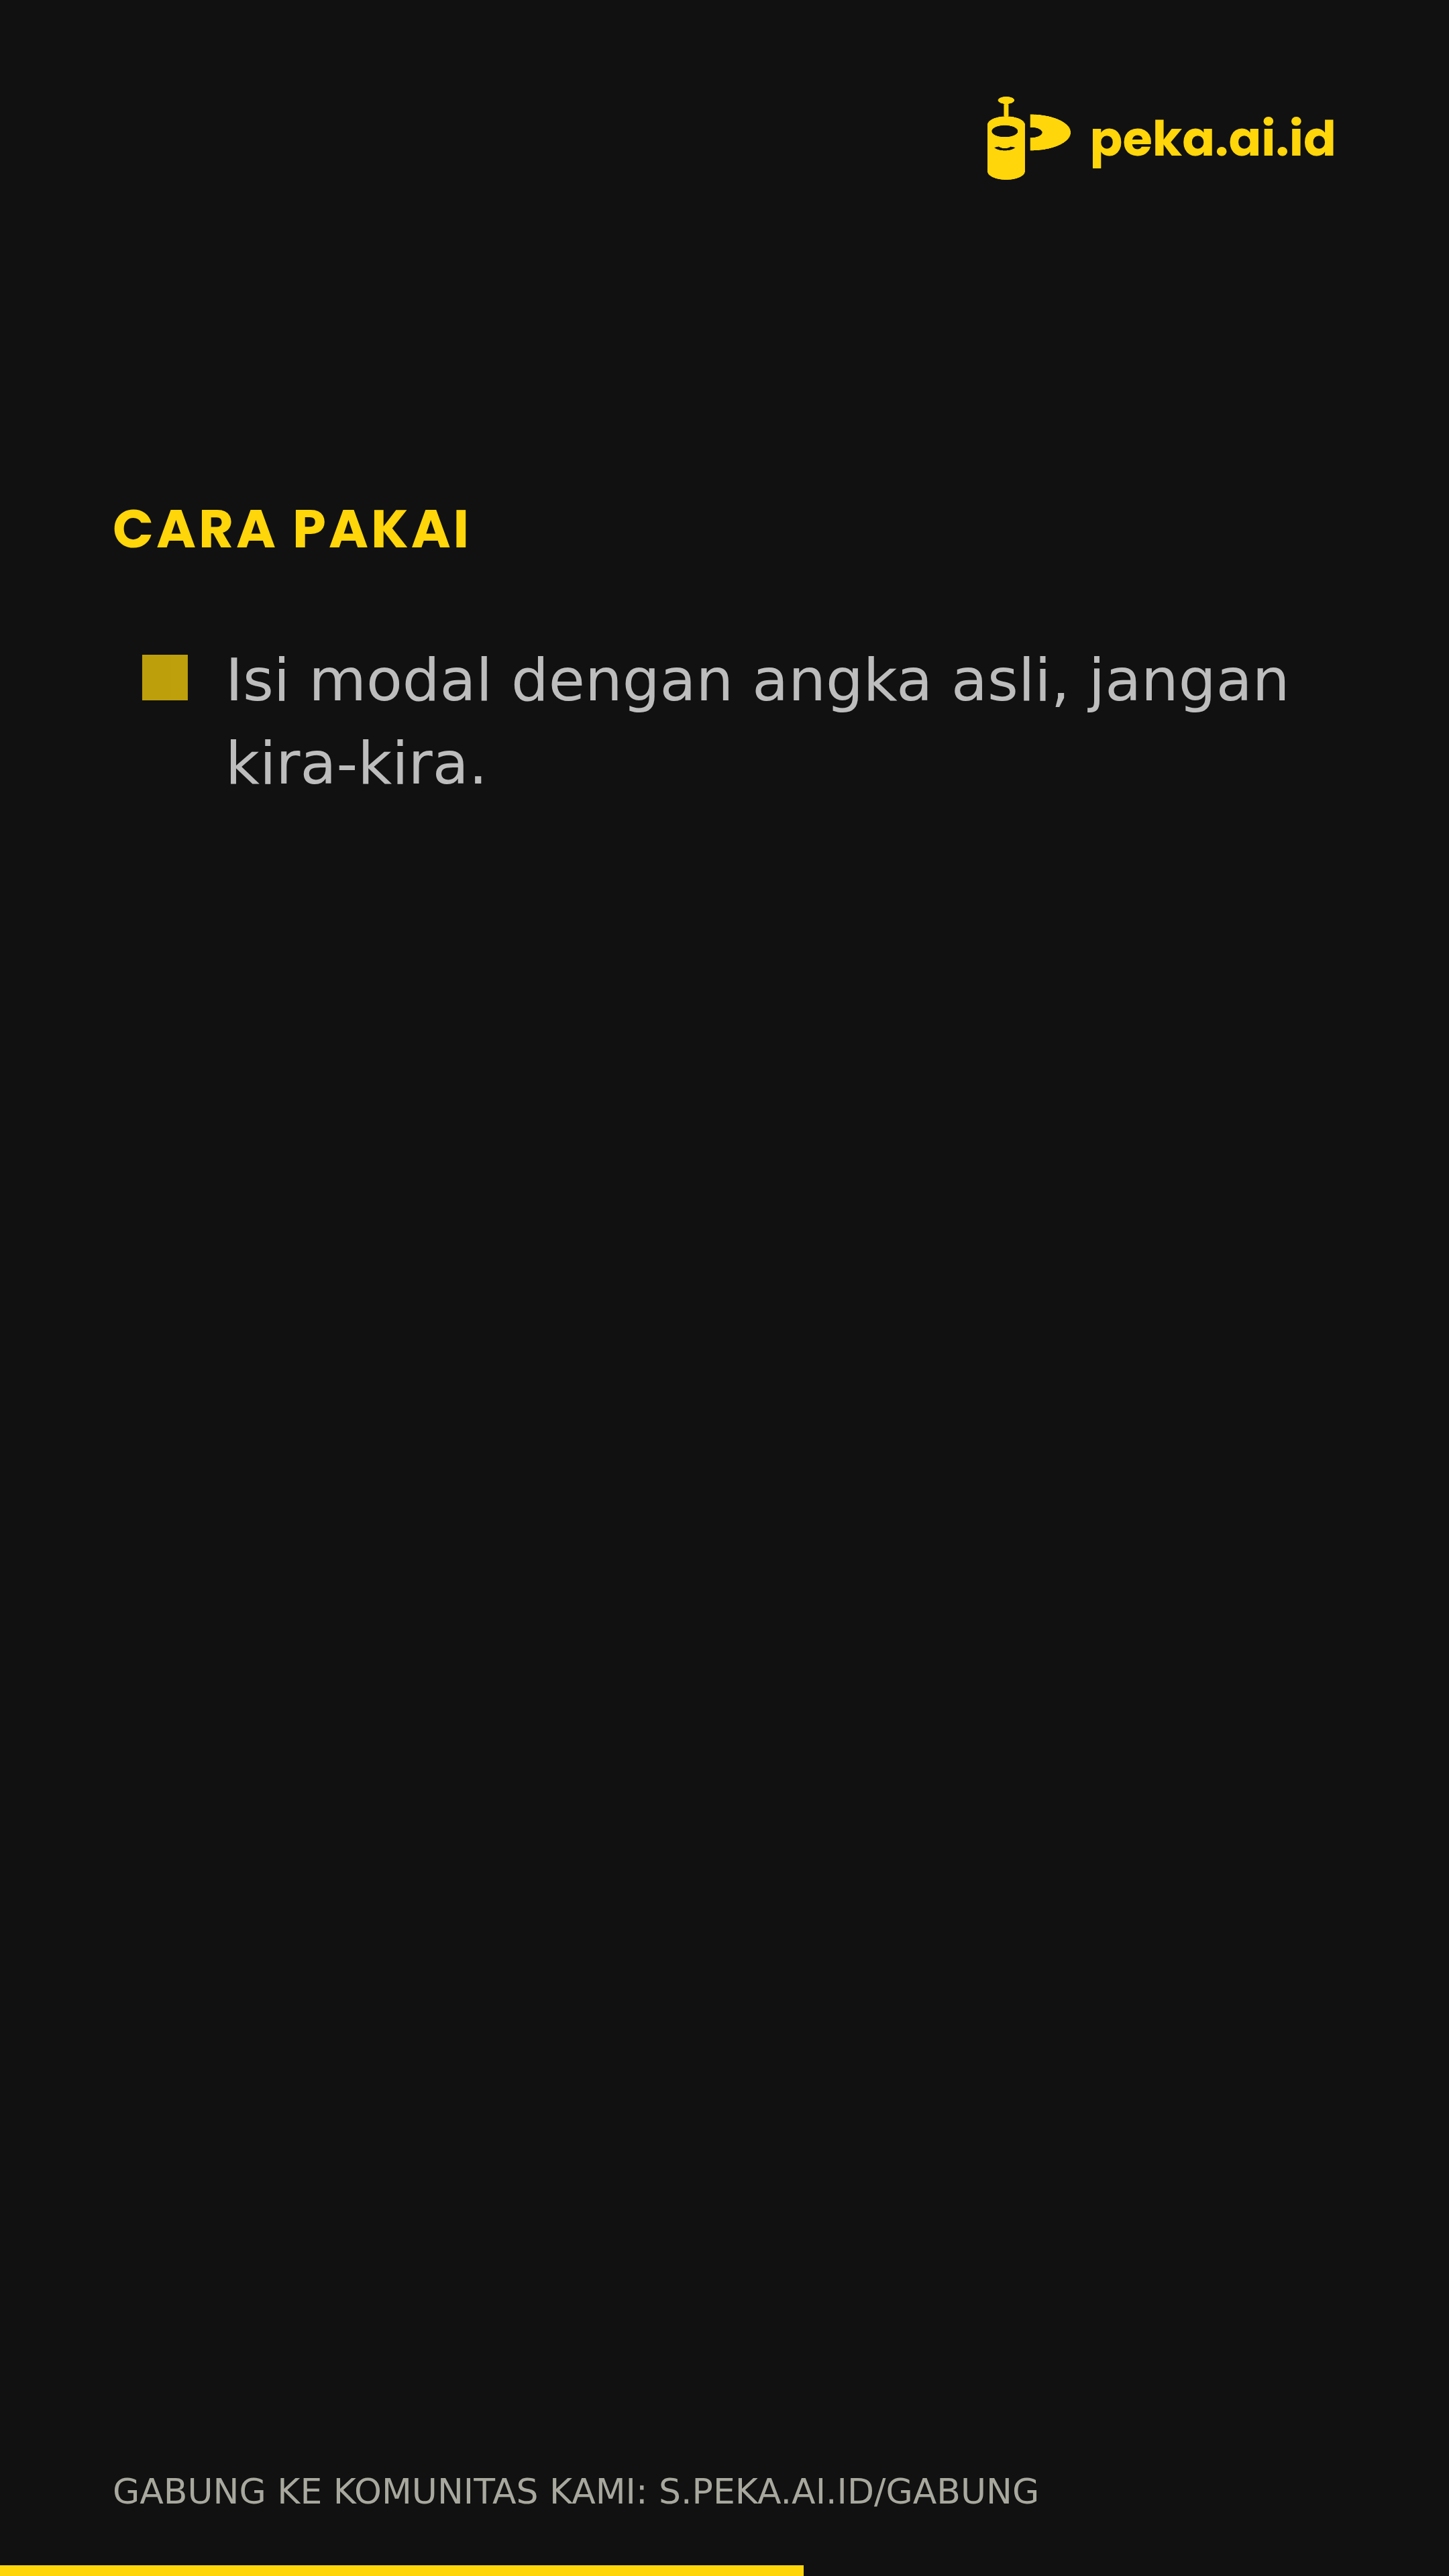 peka.ai.id
CARA PAKAI
Isi modal dengan angka asli, jangan
kira-kira.
GABUNG KE KOMUNITAS KAMI: S.PEKA.AI.ID/GABUNG